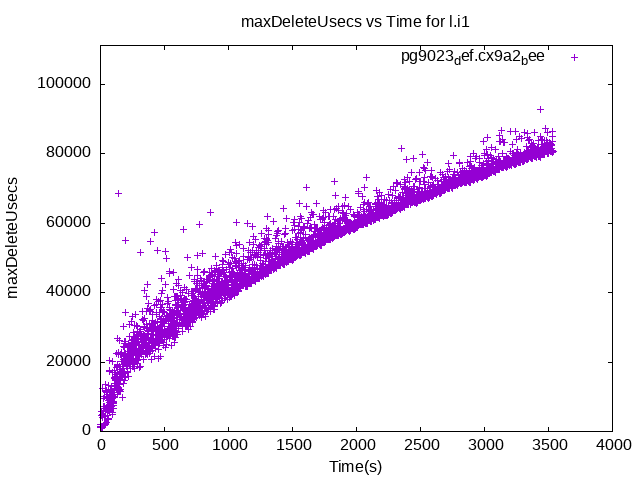 maxDeleteUsecs vs Time for l.i1
pg9023def.cx9a2bee
maxDeleteUsecs
100000
80000
60000
40000
20000
0
0 500 1000 1500 2000 2500 3000 3500 4000
Time(s)